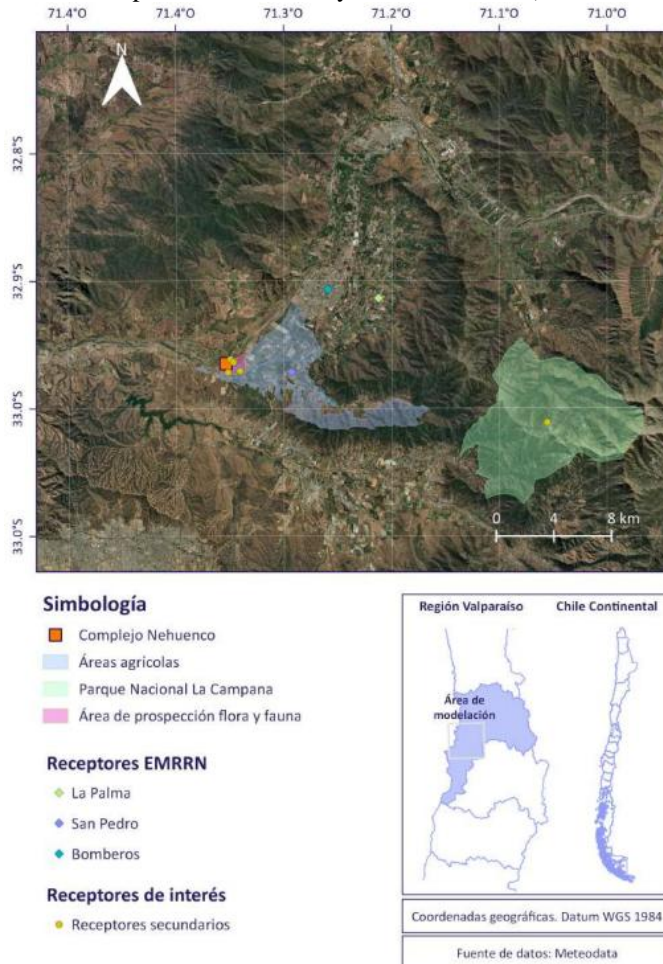 71.4°O 71.4°O 71.3°O 71.2°O 71.1°O 71.0°O
N
32.8°S
32.9°S
33.0°S
33.0°S
0 4 8 km
Simbología
Complejo Nehuenco
Áreas agricolas
Parque Nacional La Campana
Área de prospección flora y fauna
Receptores EMRRN
La Palma
San Pedro
Bomberos
Receptores de interés
Receptores secundarios
Región Valparaíso
Chile Continental
Área de
modelación
Coordenadas geográficas. Datum WGS 1984
Fuente de datos: Meteodata